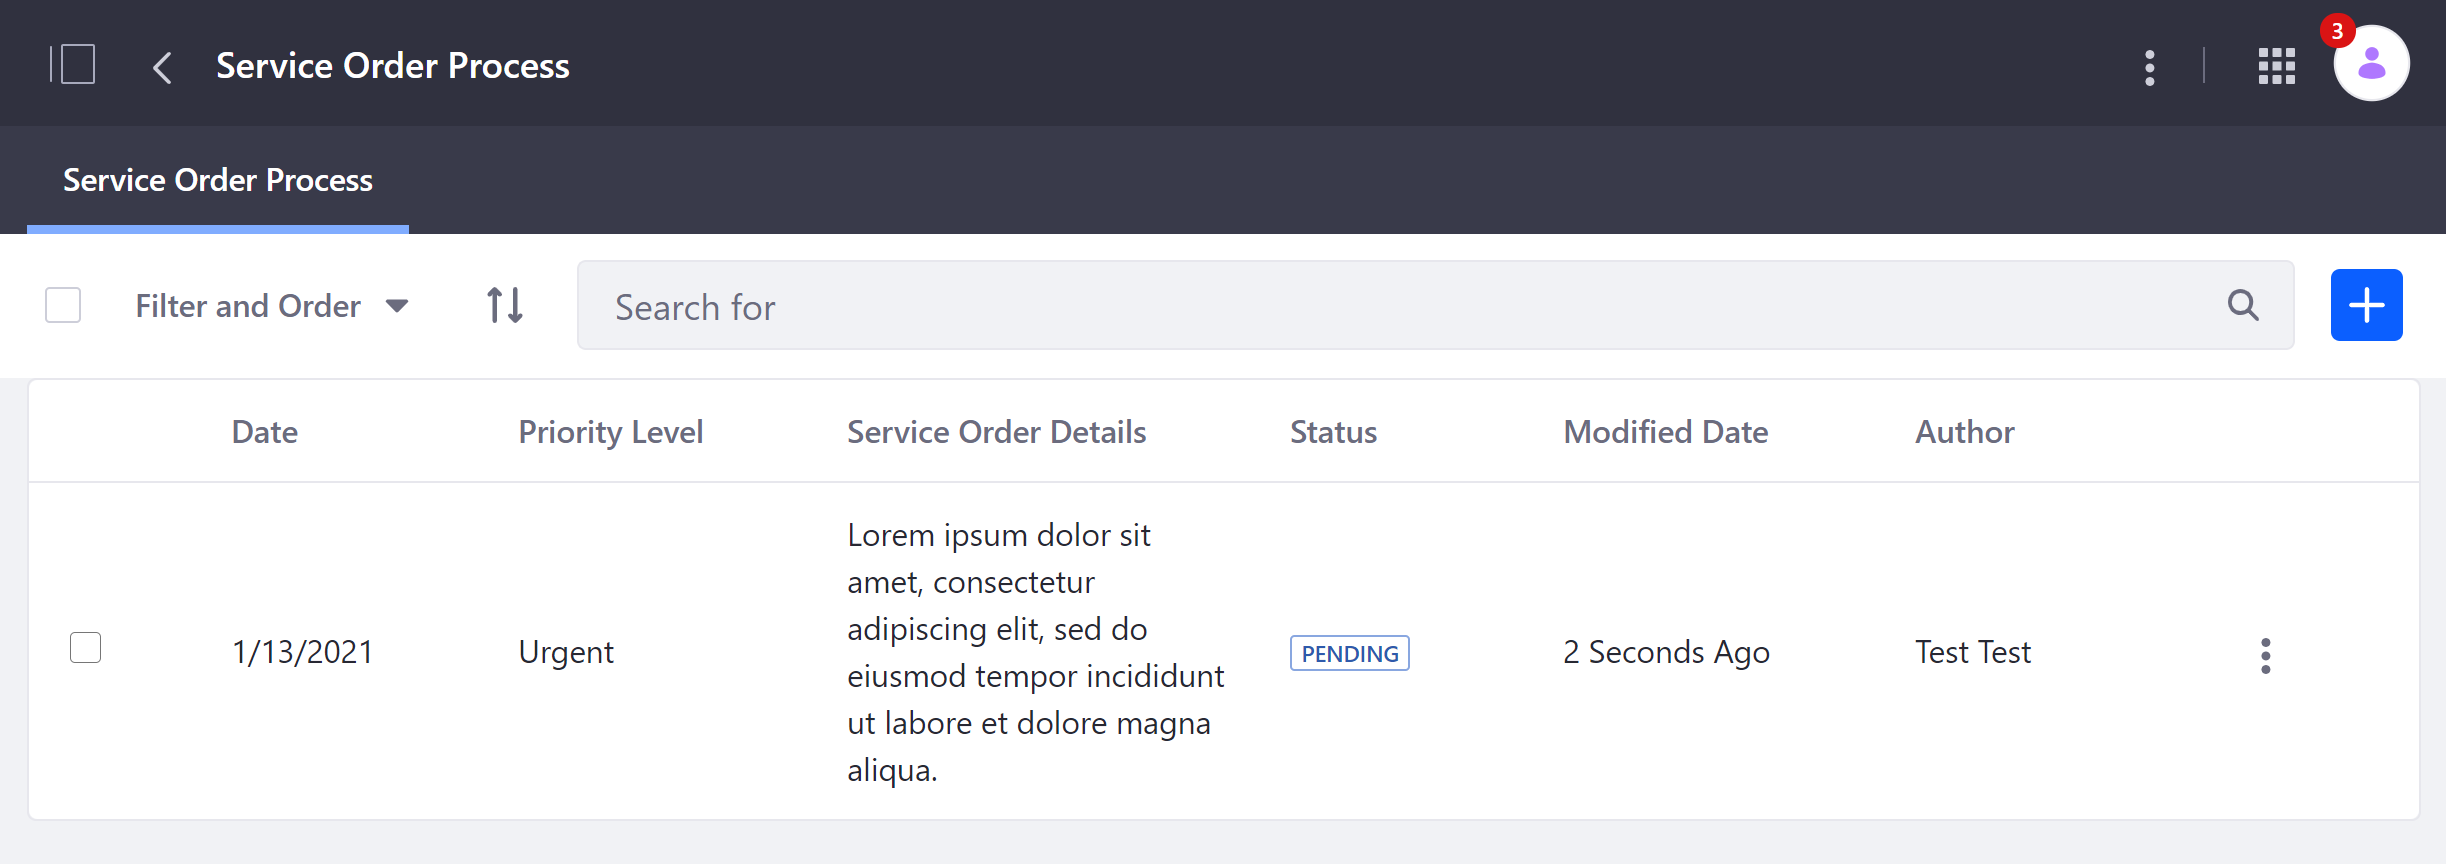 Service Order Process
3
Service Order Process
Filter and Order
Search for
Date Priority Level Service Order Details Status Modified Date Author
1/13/2021 Urgent Lorem ipsum dolor sit
amet, consectetur
adipiscing elit, sed do
eiusmod tempor incididunt
ut labore et dolore magna
aliqua.
PENDING 2 Seconds Ago Test Test